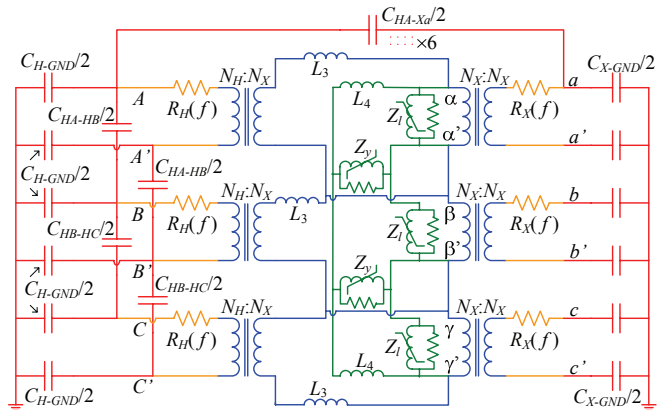 C_{HA-Xa}/2
×6
C_{H-GND}/2
N_H:N_X
L_3
N_X:N_X
C_{X-GND}/2
A
R_H(f)
L_4
α
Z_l
R_X(f)
a
C_{HA-HB}/2
α'
a'
A'
Z_y
C_{H-GND}/2
C_{HA-HB}/2
N_H:N_X
N_X:N_X
B
R_H(f)
L_3
β
Z_l
R_X(f)
b
C_{HB-HC}/2
β'
b'
B'
C_{H-GND}/2
C_{HB-HC}/2
Z_y
N_H:N_X
N_X:N_X
C
R_H(f)
γ
Z_l
R_X(f)
c
L_4
γ'
c'
C'
C_{H-GND}/2
L_3
C_{X-GND}/2